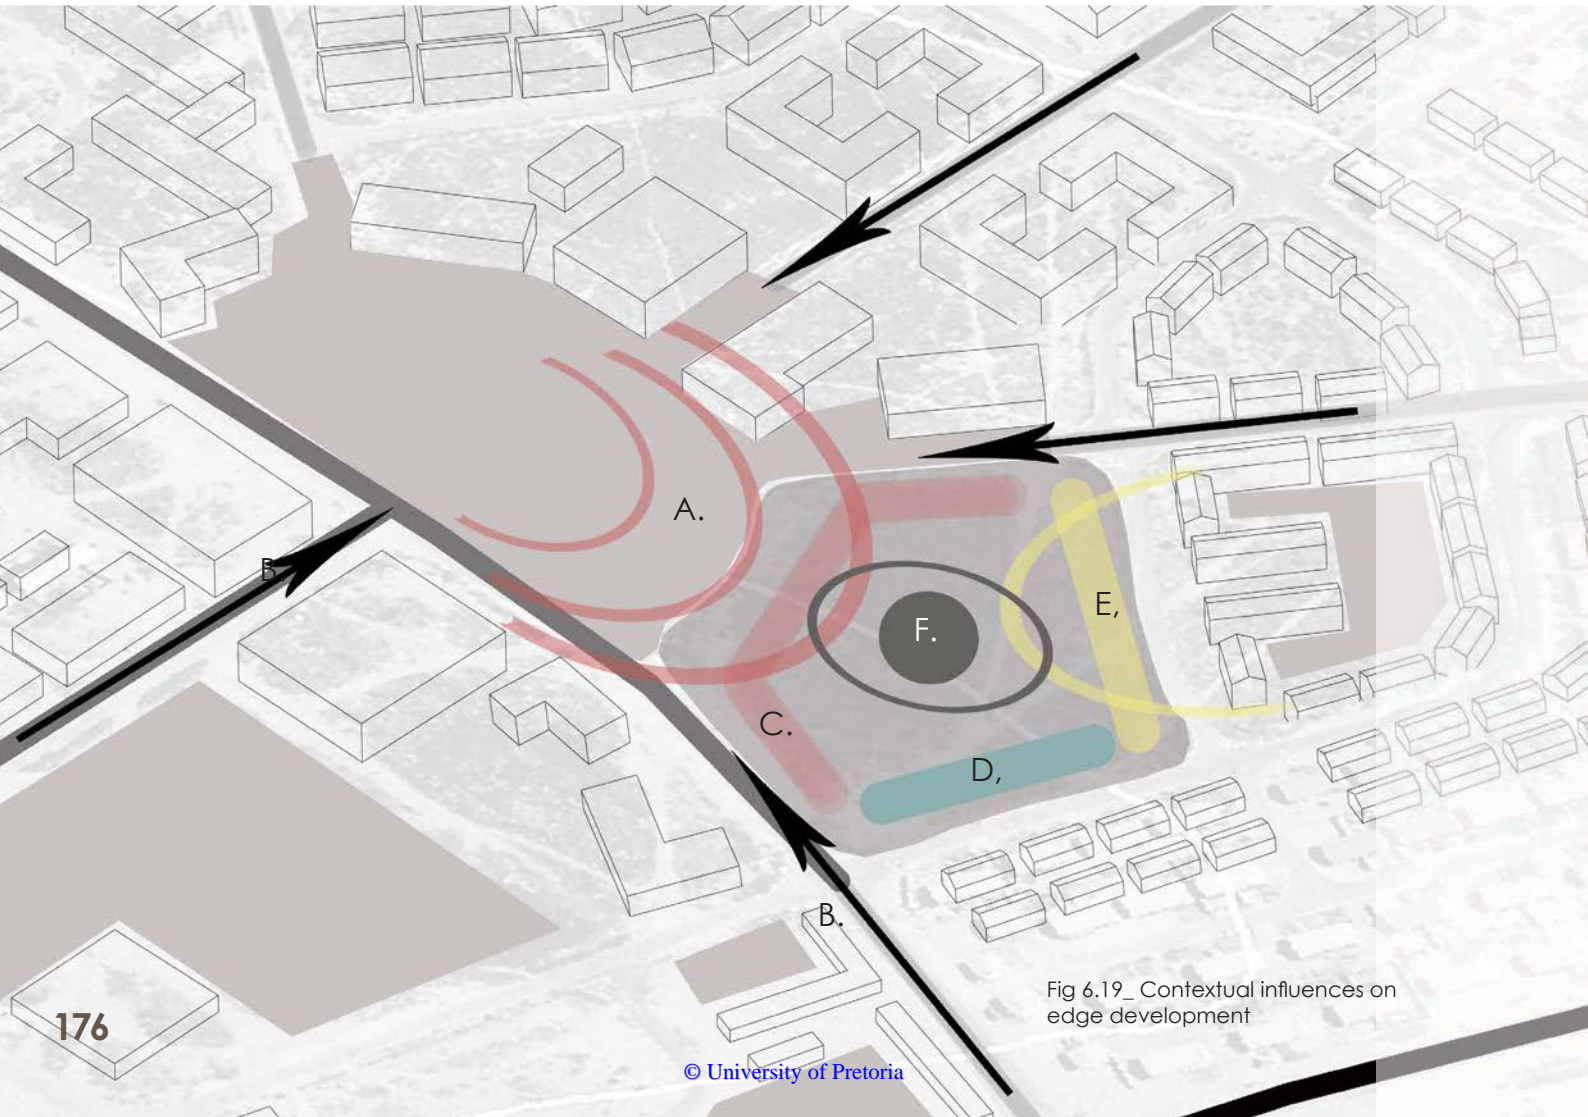 A.
B.
E,
F.
C.
D,
B.
Fig 6.19_ Contextual influences on
edge development
176
© University of Pretoria